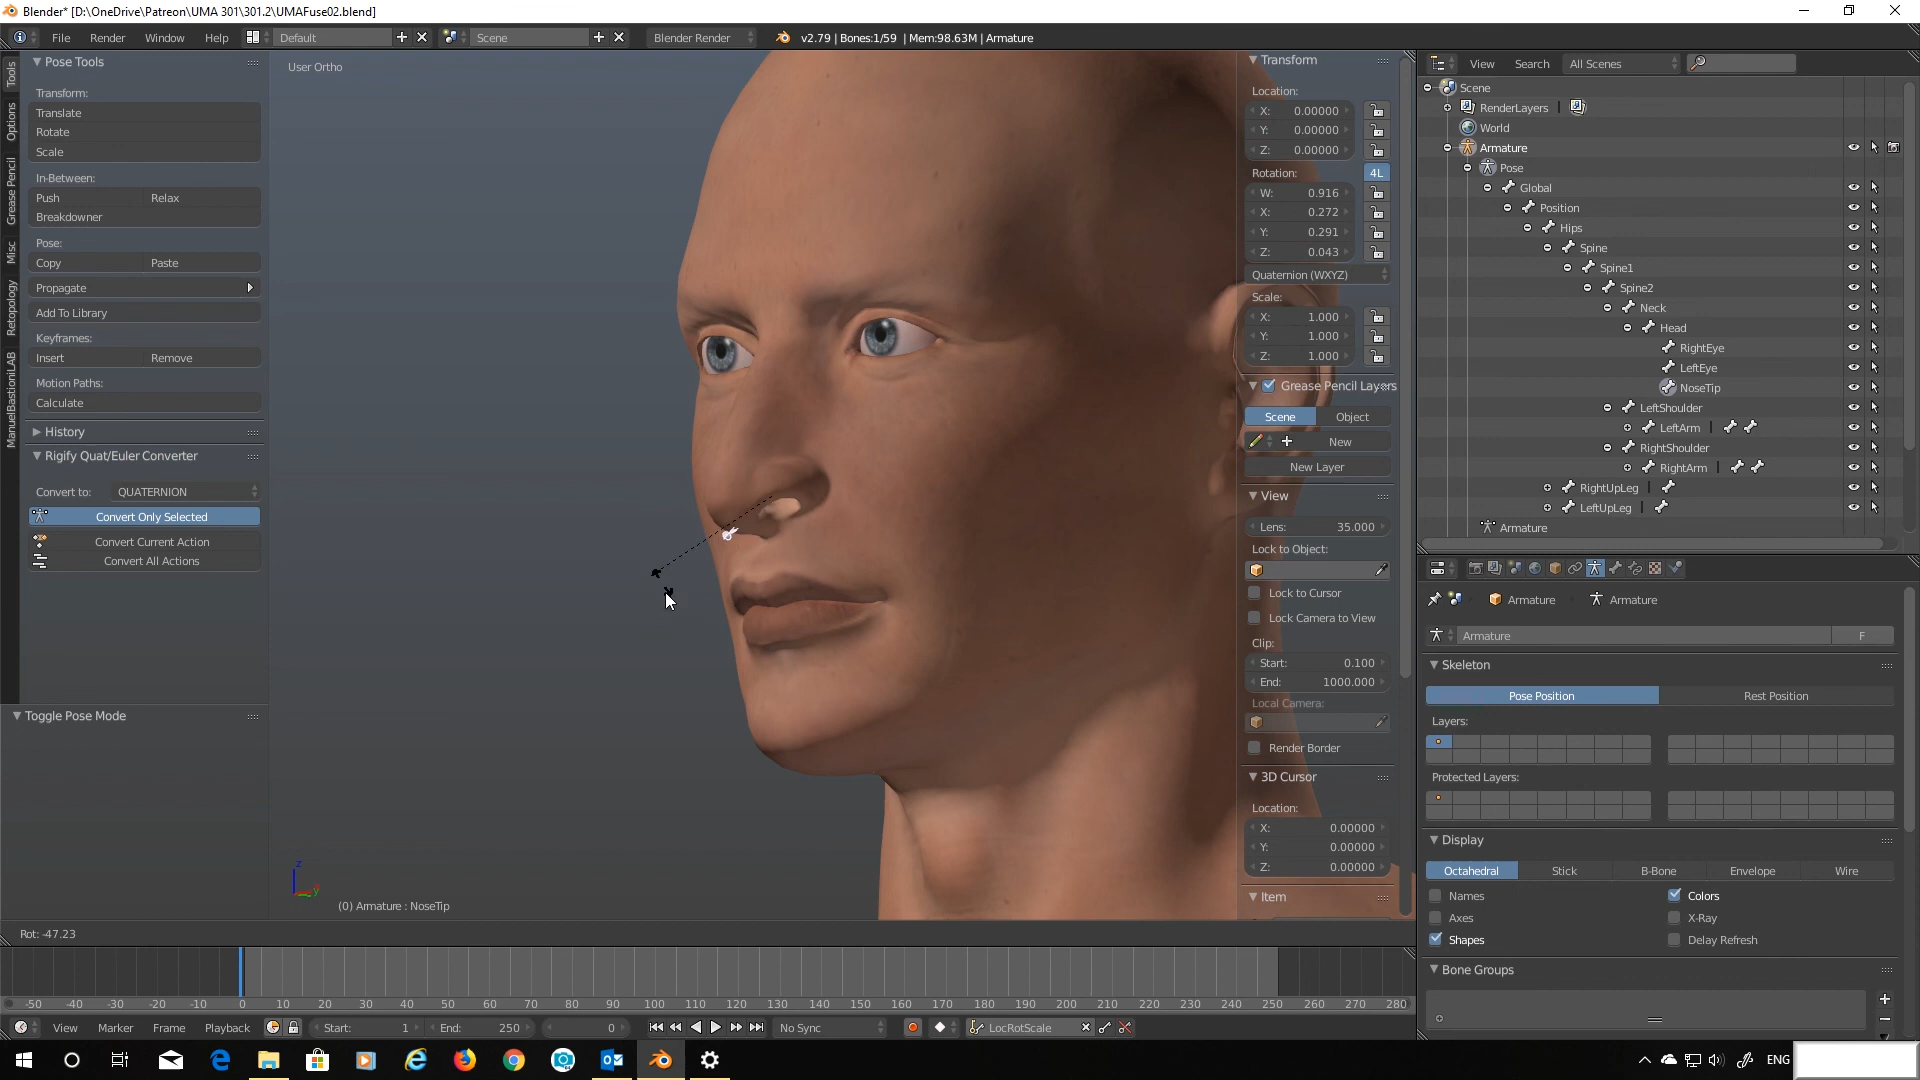 Blender* [D:\OneDrive\Patreon\UMA 301\301.2\UMAFuse02.blend]
File Render Window Help Default Scene Blender Render v2.79 | Bones:1/59 | Mem:98.63M | Armature
Tools
Options
Grease Pencil
Misc
Retopology
ManuelBastioniLAB
Pose Tools
Transform:
Translate
Rotate
Scale
In-Between:
Push Relax
Breakdowner
Pose:
Copy Paste
Propagate
Add To Library
Keyframes:
Insert Remove
Motion Paths:
Calculate
History
Rigify Quat/Euler Converter
Convert to: QUATERNION
Convert Only Selected
Convert Current Action
Convert All Actions
Toggle Pose Mode
User Ortho
Z
Y
(0) Armature : NoseTip
Rot: -47.23
Transform
Location:
X: 0.00000
Y: 0.00000
Z: 0.00000
Rotation: 4L
W: 0.916
X: 0.272
Y: 0.291
Z: 0.043
Quaternion (WXYZ)
Scale:
X: 1.000
Y: 1.000
Z: 1.000
Grease Pencil Layers
Scene Object
New
New Layer
View
Lens: 35.000
Lock to Object:
Lock to Cursor
Lock Camera to View
Clip:
Start: 0.100
End: 1000.000
Local Camera:
Render Border
3D Cursor
Location:
X: 0.00000
Y: 0.00000
Z: 0.00000
Item
View Search All Scenes
Scene
RenderLayers |
World
Armature
Pose
Global
Position
Hips
Spine
Spine1
Spine2
Neck
Head
RightEye
LeftEye
NoseTip
LeftShoulder
LeftArm |
RightShoulder
RightArm |
RightUpLeg |
LeftUpLeg |
Armature
Armature Armature
Armature F
Skeleton
Pose Position Rest Position
Layers:
Protected Layers:
Display
Octahedral Stick B-Bone Envelope Wire
Names Colors
Axes X-Ray
Shapes Delay Refresh
Bone Groups
-50 -40 -30 -20 -10 0 10 20 30 40 50 60 70 80 90 100 110 120 130 140 150 160 170 180 190 200 210 220 230 240 250 260 270 280
View Marker Frame Playback Start: 1 End: 250 0 No Sync LocRotScale
ENG